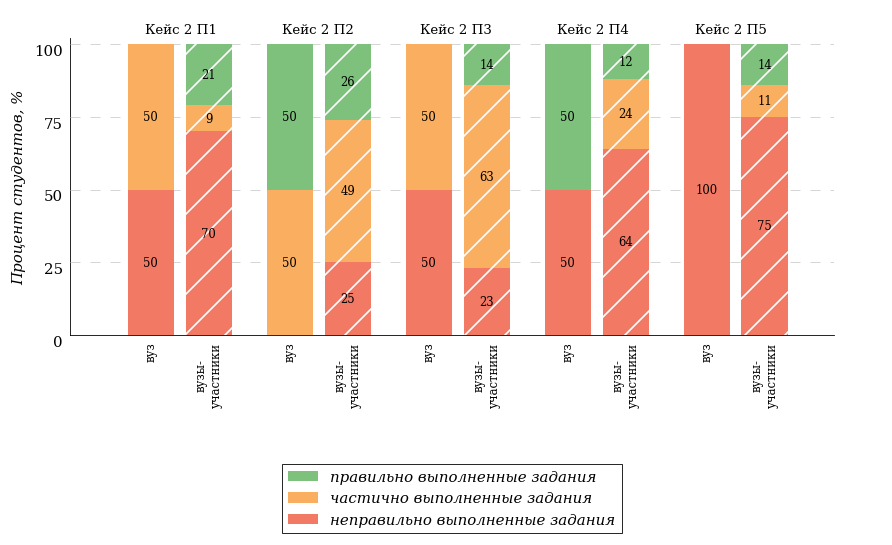 Кейс 2 П1 Кейс 2 П2 Кейс 2 П3 Кейс 2 П4 Кейс 2 П5
Процент студентов, %
100
75
50
25
0
50 50
21 9 70
50 50
26 49 25
50 50
14 63 23
50 50
12 24 64
100
14 11 75
вуз
вузы-
участники
вуз
вузы-
участники
вуз
вузы-
участники
вуз
вузы-
участники
вуз
вузы-
участники
правильно выполненные задания
частично выполненные задания
неправильно выполненные задания